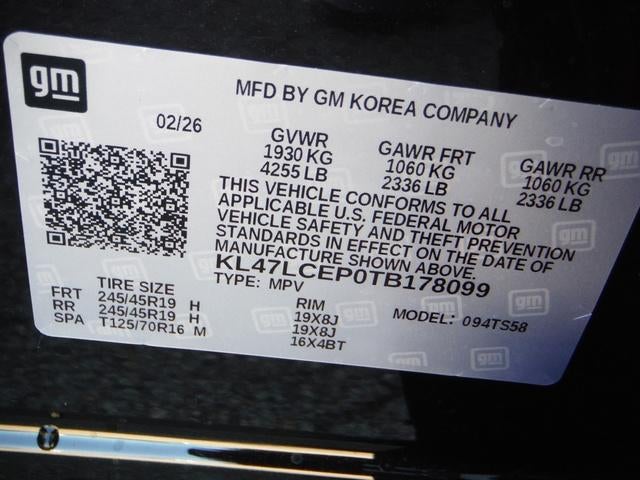 gm
MFD BY GM KOREA COMPANY
02/26
GVWR
1930 KG
4255 LB
GAWR FRT
1060 KG
2336 LB
GAWR RR
1060 KG
2336 LB
THIS VEHICLE CONFORMS TO ALL
APPLICABLE U.S. FEDERAL MOTOR
VEHICLE SAFETY AND THEFT PREVENTION
STANDARDS IN EFFECT ON THE DATE OF
MANUFACTURE SHOWN ABOVE.
KL47LCEP0TB178099
TYPE: MPV
TIRE SIZE
FRT 245/45R19 H
RR 245/45R19 H
SPA T125/70R16 M
RIM
19X8J
19X8J
16X4BT
MODEL: 094TS58